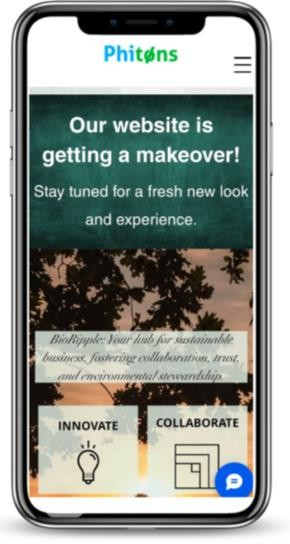 Phitøns
Our website is
getting a makeover!
Stay tuned for a fresh new look
and experience.
BioRipple: Your hub for sustainable
business, fostering collaboration, trust,
and environmental stewardship.
INNOVATE
COLLABORATE